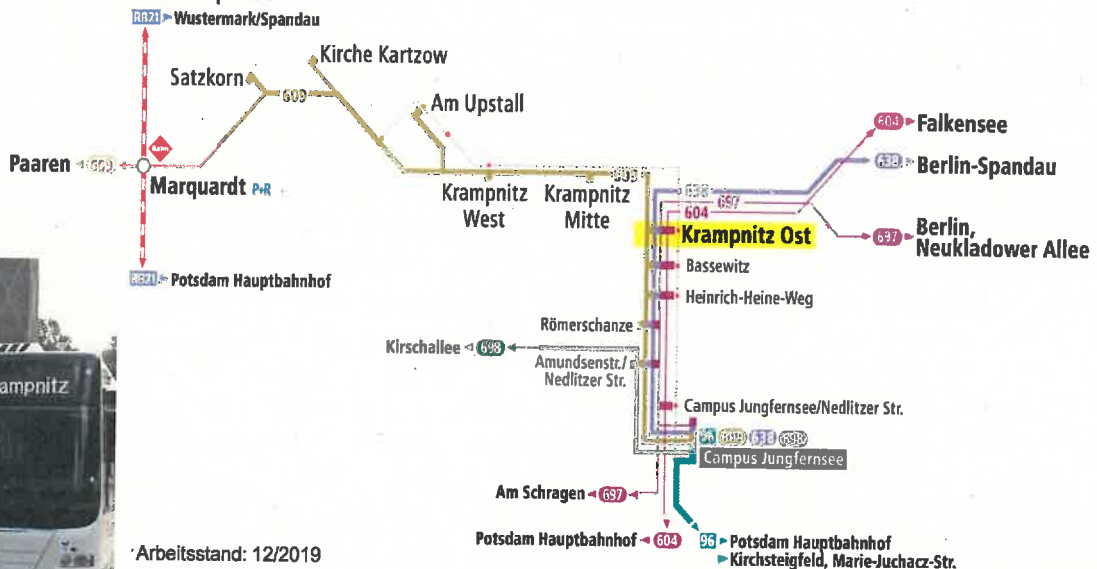 RB21 Wustermark/Spandau
Kirche Kartzow
Satzkorn
609
Am Upstall
604 Falkensee
Paaren 609
638 Berlin-Spandau
Marquardt P+R
Krampnitz
West
Krampnitz
Mitte
609
638
697
604
Krampnitz Ost
697 Berlin,
Neukladower Allee
RB21 Potsdam Hauptbahnhof
Bassewitz
Heinrich-Heine-Weg
Römerschanze
Kirschallee 698
Amundsenstr./
Nedlitzer Str.
ampnitz
Campus Jungfernsee/Nedlitzer Str.
96 609 638 698
Campus Jungfernsee
Am Schragen 697
Potsdam Hauptbahnhof 604
96 Potsdam Hauptbahnhof
Kirchsteigfeld, Marie-Juchacz-Str.
Arbeitsstand: 12/2019